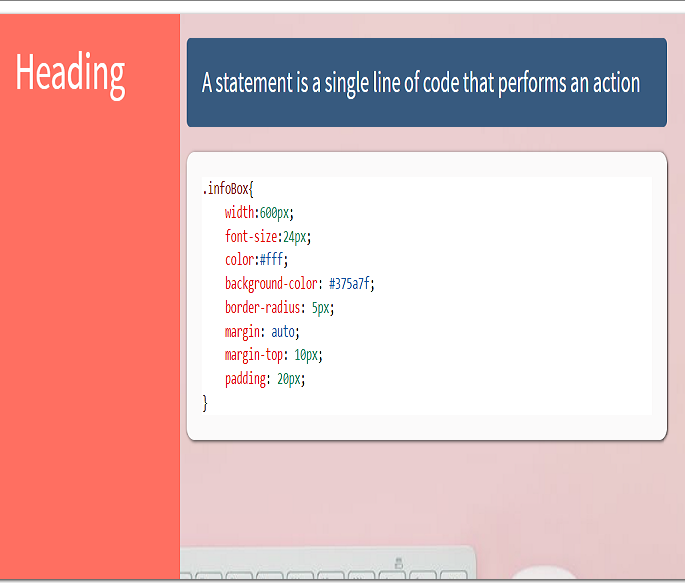 Heading
A statement is a single line of code that performs an action
.infoBox{
width:600px;
font-size:24px;
color:#fff;
background-color: #375a7f;
border-radius: 5px;
margin: auto;
margin-top: 10px;
padding: 20px;
}